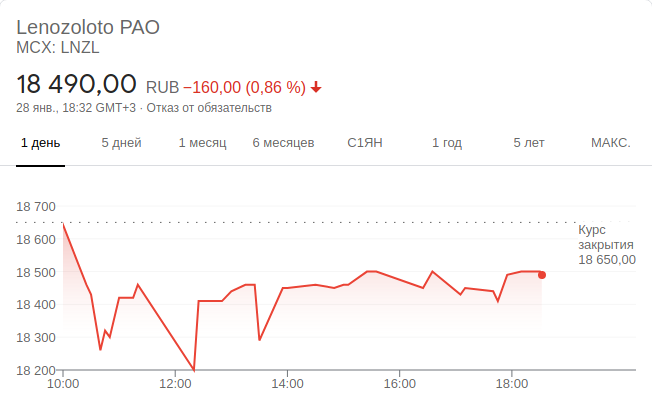 Lenozoloto PAO
MCX: LNZL
18 490,00 RUB −160,00 (0,86 %)
28 янв., 18:32 GMT+3 · Отказ от обязательств
1 день 5 дней 1 месяц 6 месяцев С1ЯН 1 год 5 лет МАКС.
18 700
18 600
18 500
18 400
18 300
18 200
Курс
закрытия
18 650,00
10:00 12:00 14:00 16:00 18:00